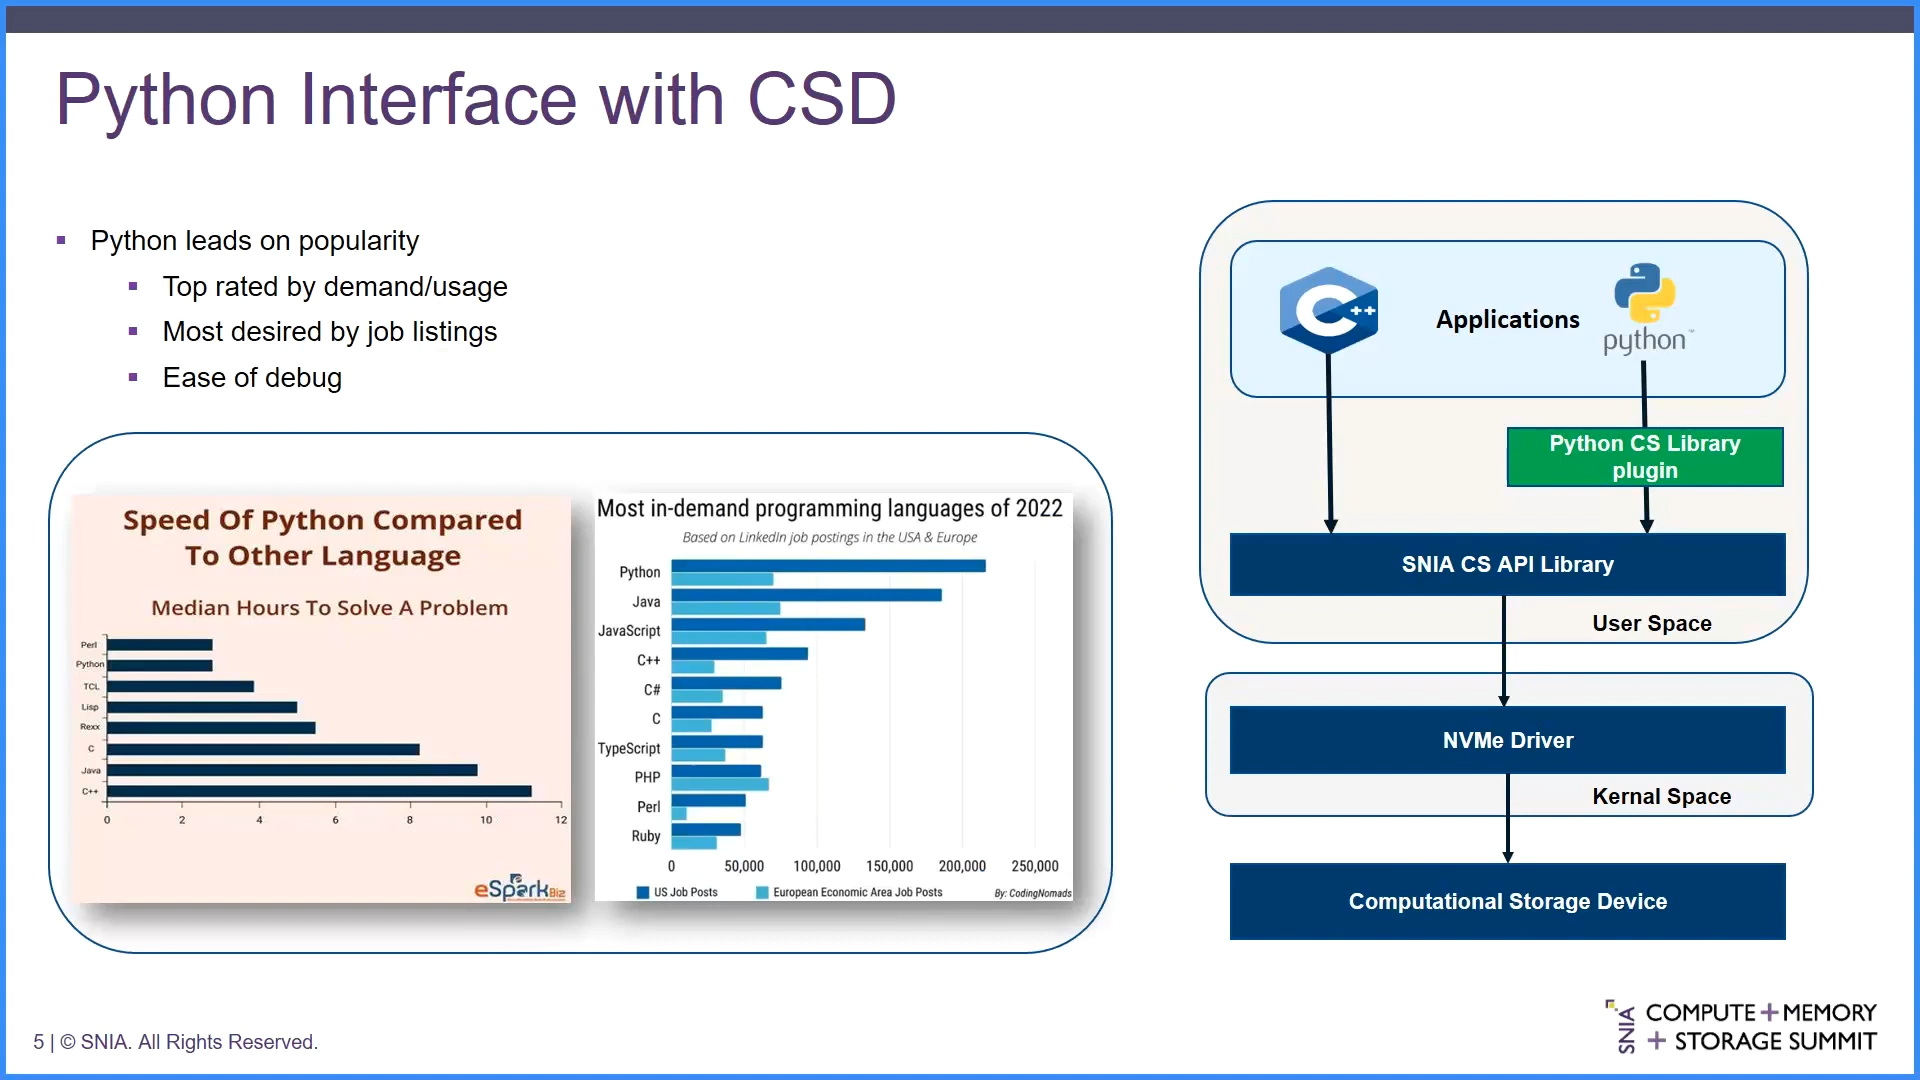 Python Interface with CSD
Python leads on popularity
Top rated by demand/usage
Most desired by job listings
Ease of debug
Speed Of Python Compared
To Other Language
Median Hours To Solve A Problem
Perl
Python
TCL
Lisp
Rexx
C
Java
C++
0 2 4 6 8 10 12
eSparkBiz
Most in-demand programming languages of 2022
Based on LinkedIn job postings in the USA & Europe
Python
Java
JavaScript
C++
C#
C
TypeScript
PHP
Perl
Ruby
0 50,000 100,000 150,000 200,000 250,000
US Job Posts European Economic Area Job Posts By: CodingNomads
C++
Applications
python™
Python CS Library
plugin
SNIA CS API Library
User Space
NVMe Driver
Kernal Space
Computational Storage Device
5 | © SNIA. All Rights Reserved.
SNIA
COMPUTE+MEMORY
+ STORAGE SUMMIT